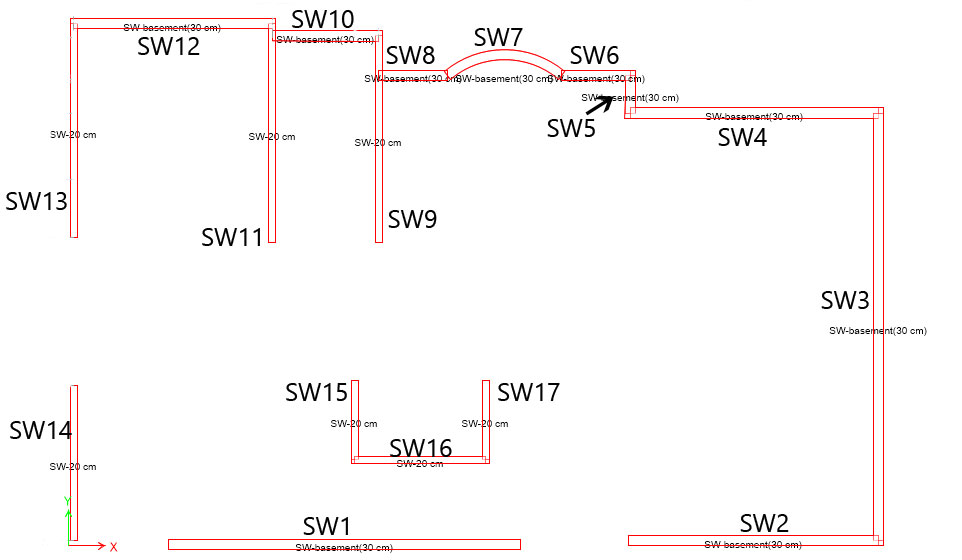 SW10
SW-basement(30 cm)
SW12
SW-basement(30 cm)
SW7
SW8
SW6
SW-basement(30 cm)
SW-basement(30 cm)
SW-basement(30 cm)
SW-basement(30 cm)
SW5
SW-basement(30 cm)
SW4
SW-20 cm
SW-20 cm
SW-20 cm
SW13
SW9
SW11
SW3
SW-basement(30 cm)
SW15
SW17
SW-20 cm
SW-20 cm
SW14
SW16
SW-20 cm
SW-20 cm
Y
SW1
SW2
X
SW-basement(30 cm)
SW-basement(30 cm)